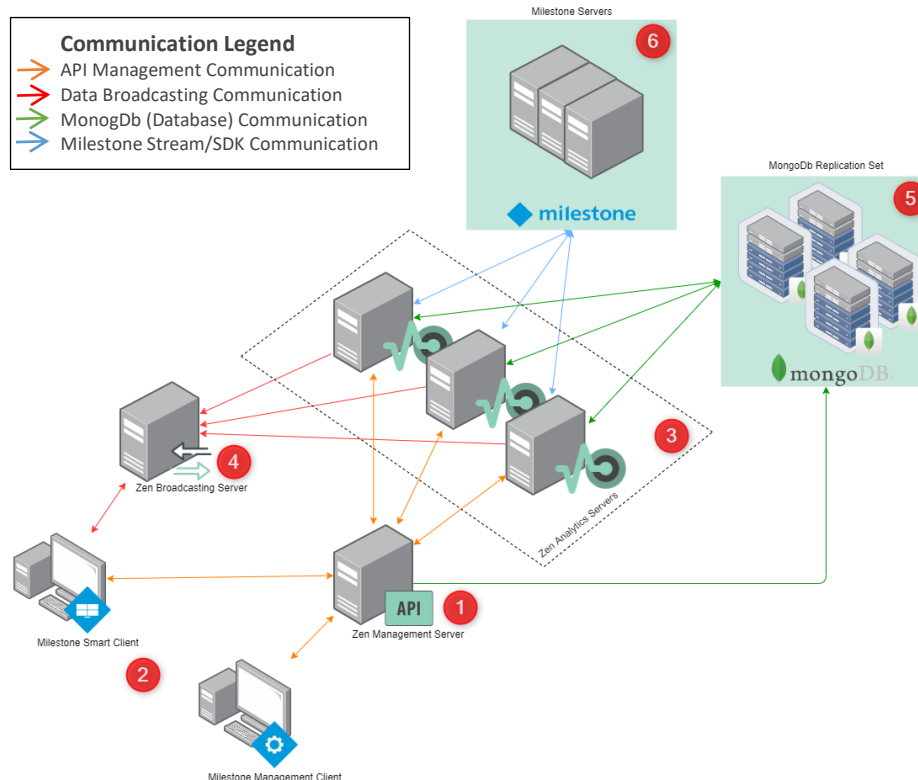 Communication Legend
API Management Communication
Data Broadcasting Communication
MonogDb (Database) Communication
Milestone Stream/SDK Communication
Milestone Servers
6
milestone
MongoDb Replication Set
5
mongoDB.
3
Zen Analytics Servers
4
Zen Broadcasting Server
API
1
Zen Management Server
Milestone Smart Client
2
Milestone Management Client